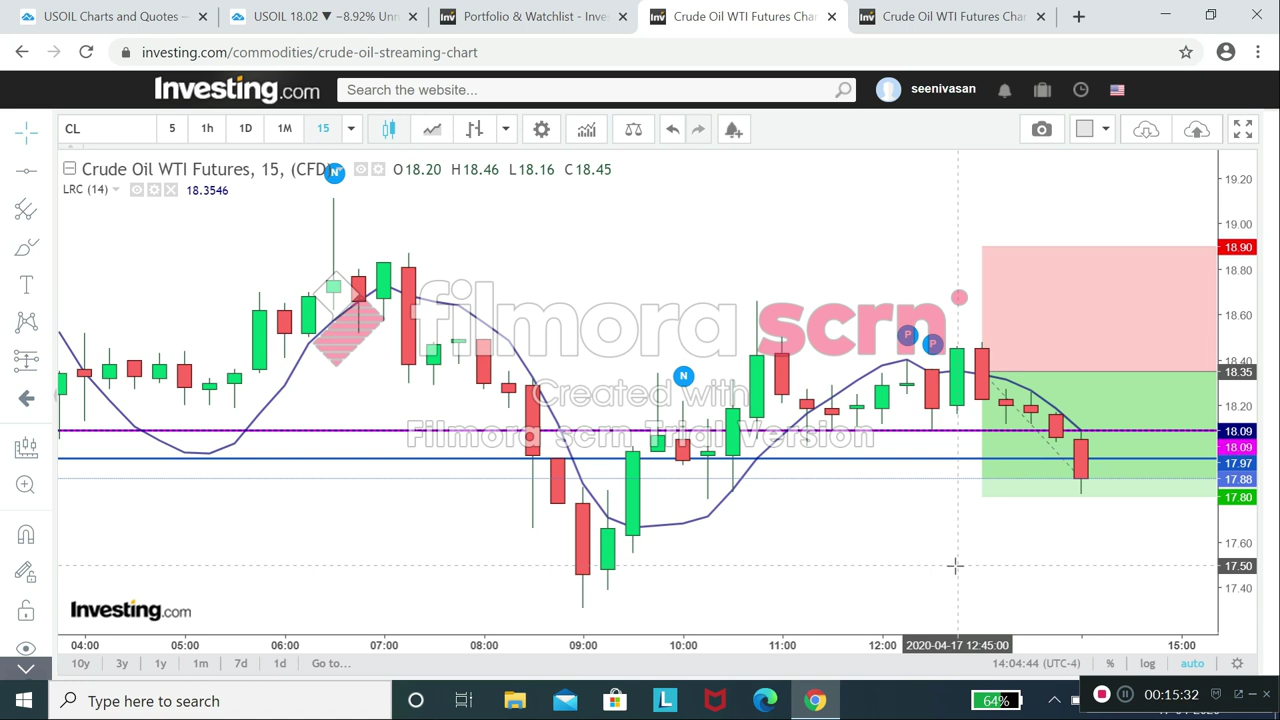 USOIL Charts and Quotes –
USOIL 18.02 ▼ −8.92% Unn
Portfolio & Watchlist - Inves
Crude Oil WTI Futures Char
Crude Oil WTI Futures Char
investing.com/commodities/crude-oil-streaming-chart
Investing.com
Search the website...
seenivasan
CL
5
1h
1D
1M
15
Crude Oil WTI Futures, 15, (CFD)
O18.20 H18.46 L18.16 C18.45
LRC (14)
18.3546
N
N
P
P
filmora scrn
Created with
Filmora scrn Trial Version
19.20
19.00
18.90
18.80
18.60
18.40
18.35
18.20
18.09
18.09
17.97
17.88
17.80
17.60
17.50
17.40
Investing.com
04:00
05:00
06:00
07:00
08:00
09:00
10:00
11:00
12:00
2020-04-17 12:45:00
15:00
10y
3y
1y
1m
7d
1d
Go to...
14:04:44 (UTC-4)
%
log
auto
Type here to search
64%
00:15:32